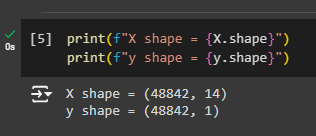 [5] print(f"X shape = {X.shape}")
print(f"y shape = {y.shape}")
0s
X shape = (48842, 14)
y shape = (48842, 1)